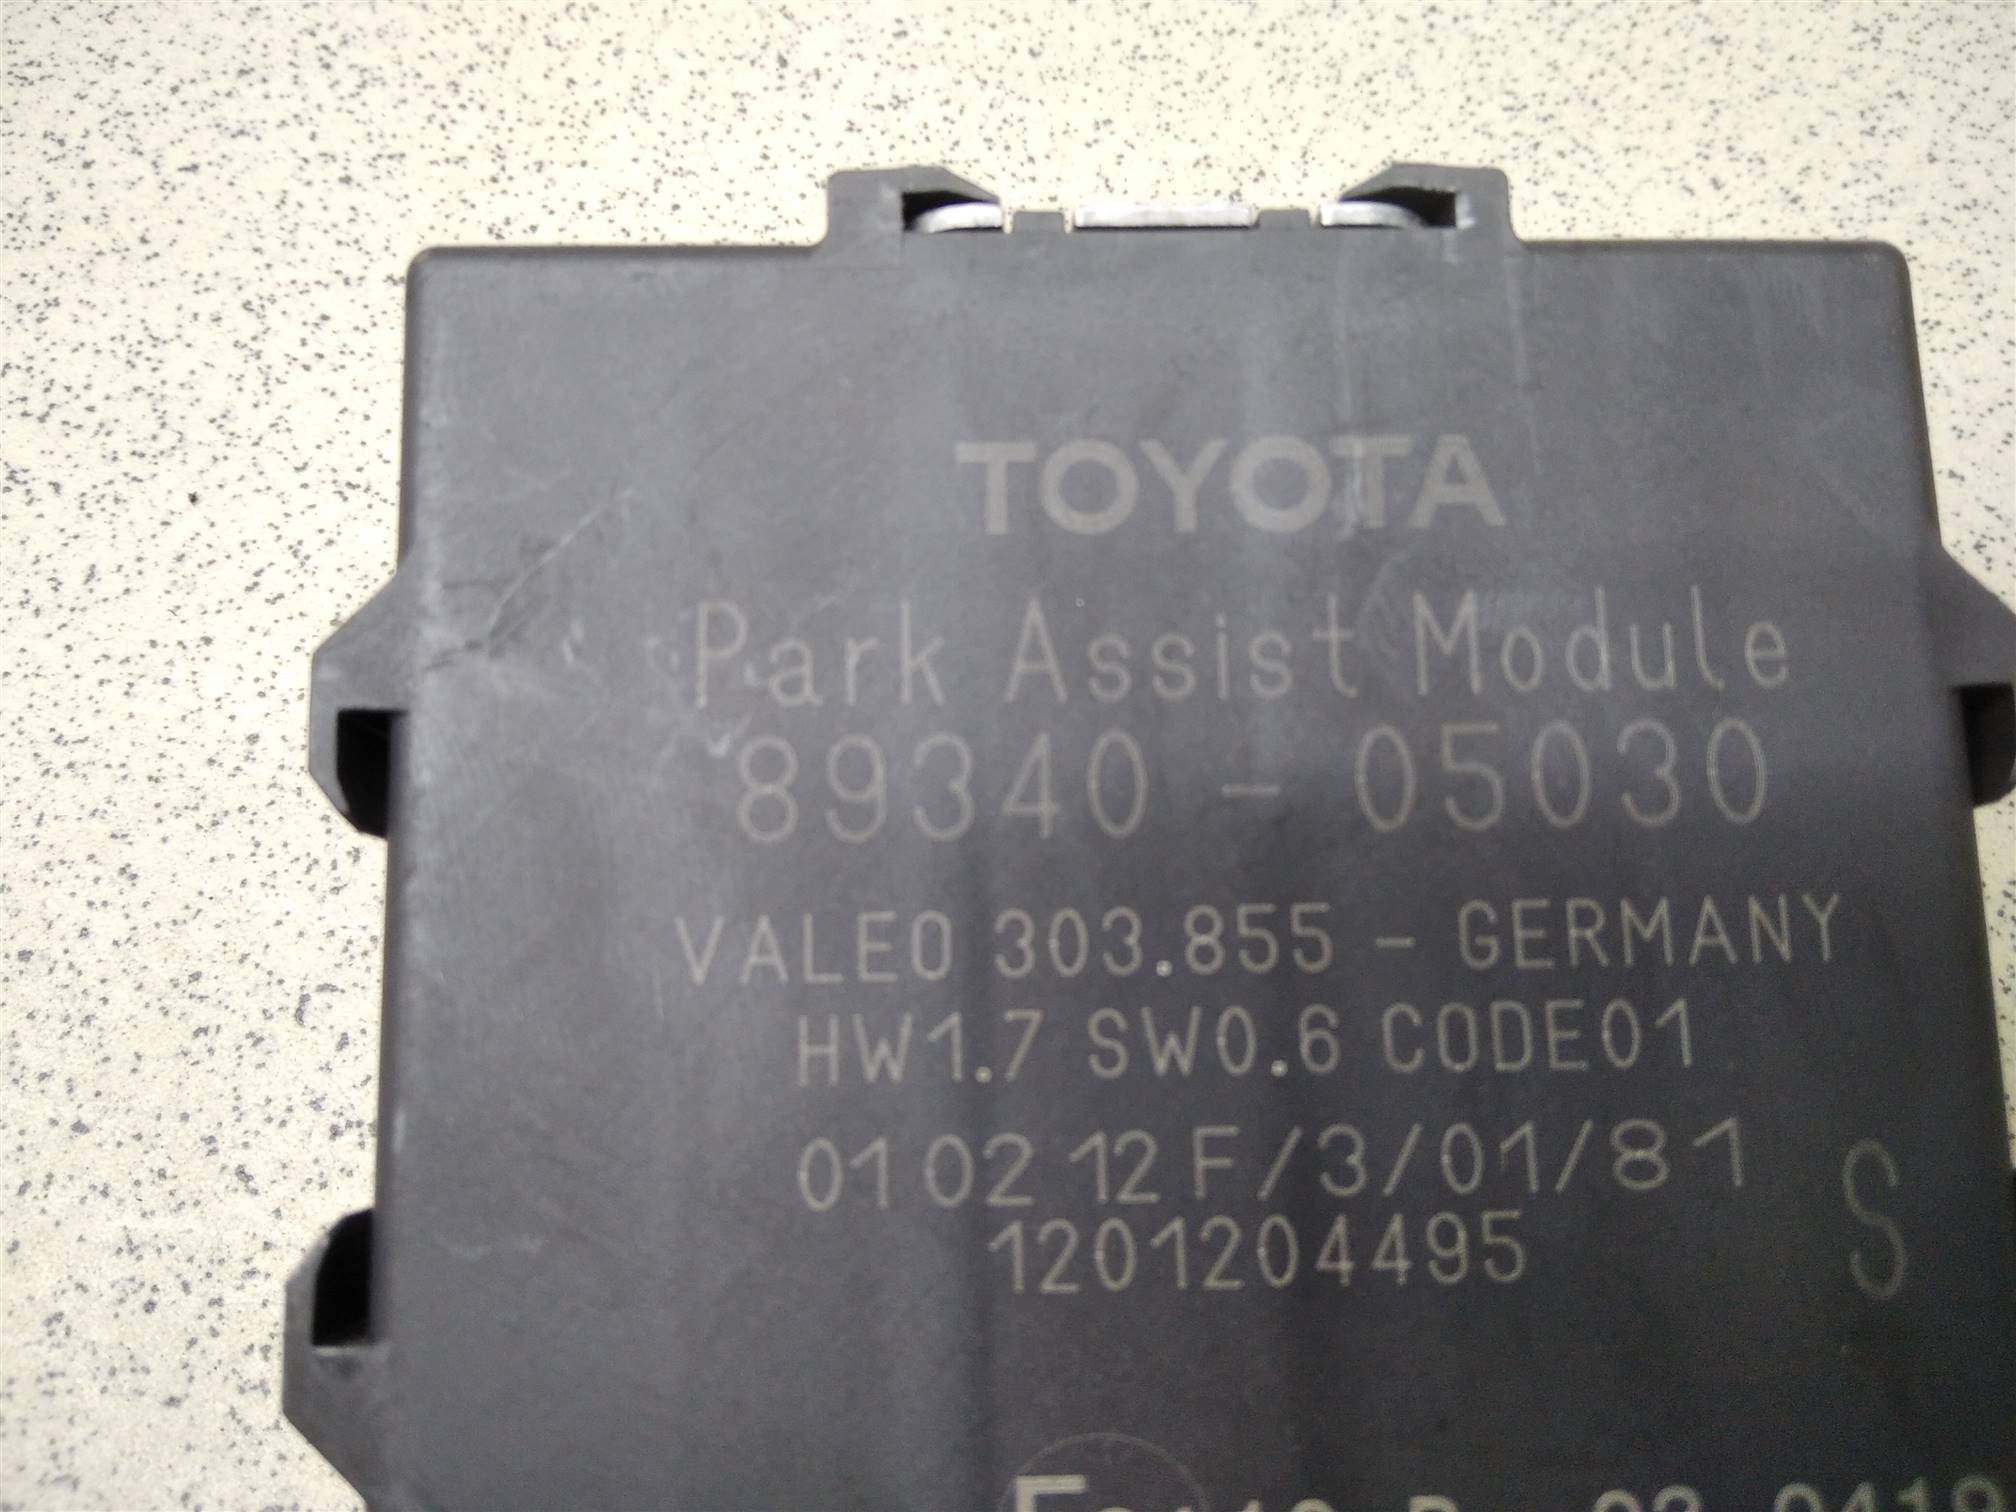 TOYOTA
Park Assist Module
89340 - 05030
VALEO 303.855 - GERMANY
HW1.7 SW0.6 CODE01
01 02 12 F/3/01/81
S
1201204495